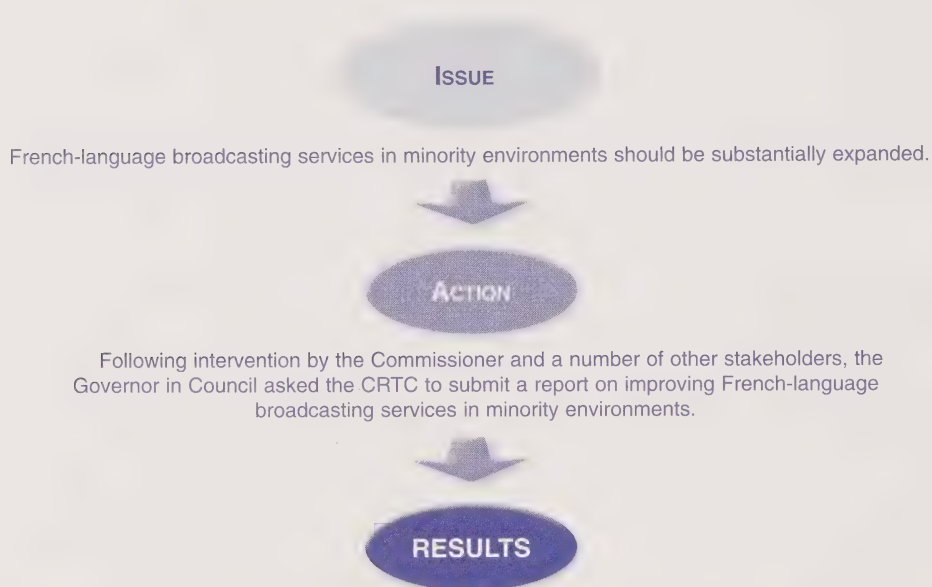 ISSUE
French-language broadcasting services in minority environments should be substantially expanded.
ACTION
Following intervention by the Commissioner and a number of other stakeholders, the
Governor in Council asked the CRTC to submit a report on improving French-language
broadcasting services in minority environments.
RESULTS